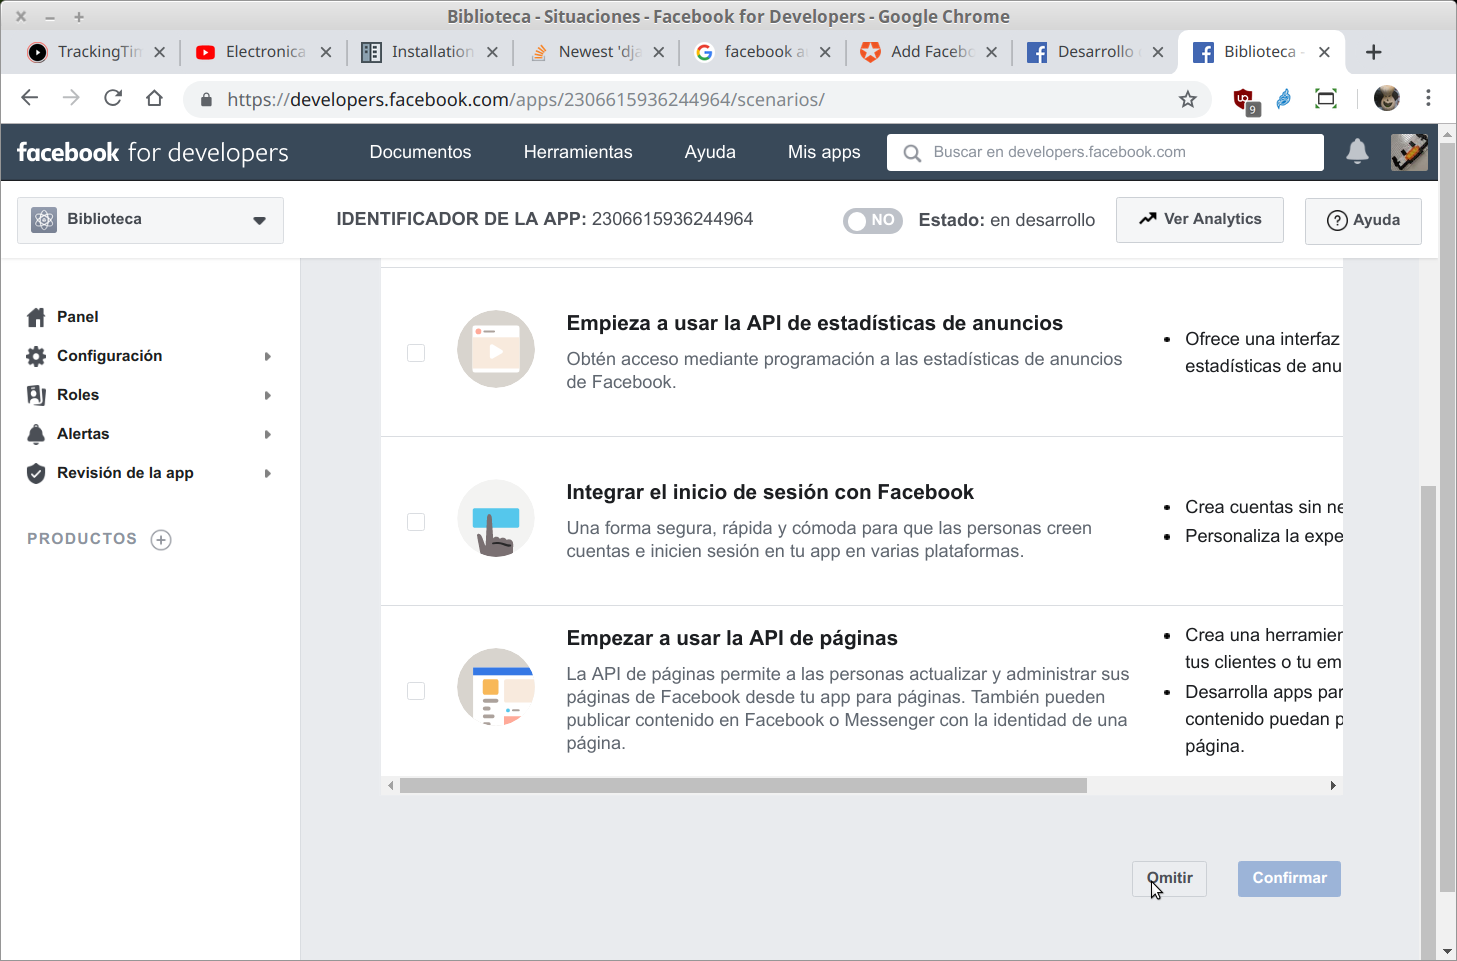 Biblioteca - Situaciones - Facebook for Developers - Google Chrome
TrackingTim
Electronica
Installation
Newest 'dja
facebook a
Add Facebo
Desarrollo
Biblioteca -
https://developers.facebook.com/apps/2306615936244964/scenarios/
9
facebook for developers
Documentos
Herramientas
Ayuda
Mis apps
Buscar en developers.facebook.com
Biblioteca
IDENTIFICADOR DE LA APP: 2306615936244964
NO
Estado: en desarrollo
Ver Analytics
Ayuda
Panel
Configuración
Roles
Alertas
Revisión de la app
PRODUCTOS
Empieza a usar la API de estadísticas de anuncios
Obtén acceso mediante programación a las estadísticas de anuncios
de Facebook.
Ofrece una interfaz
estadísticas de anu
Integrar el inicio de sesión con Facebook
Una forma segura, rápida y cómoda para que las personas creen
cuentas e inicien sesión en tu app en varias plataformas.
Crea cuentas sin ne
Personaliza la expe
Empezar a usar la API de páginas
La API de páginas permite a las personas actualizar y administrar sus
páginas de Facebook desde tu app para páginas. También pueden
publicar contenido en Facebook o Messenger con la identidad de una
página.
Crea una herramier
tus clientes o tu em
Desarrolla apps par
contenido puedan p
página.
Omitir
Confirmar